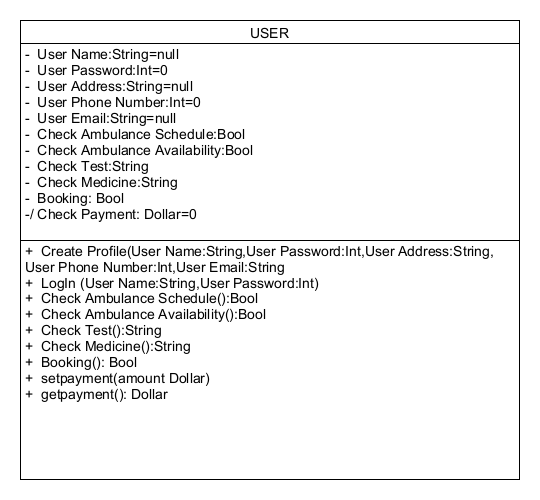 USER
- User Name:String=null
- User Password:Int=0
- User Address:String=null
- User Phone Number:Int=0
- User Email:String=null
- Check Ambulance Schedule:Bool
- Check Ambulance Availability:Bool
- Check Test:String
- Check Medicine:String
- Booking: Bool
-/ Check Payment: Dollar=0
+ Create Profile(User Name:String,User Password:Int,User Address:String,
User Phone Number:Int,User Email:String
+ LogIn (User Name:String,User Password:Int)
+ Check Ambulance Schedule():Bool
+ Check Ambulance Availability():Bool
+ Check Test():String
+ Check Medicine():String
+ Booking(): Bool
+ setpayment(amount Dollar)
+ getpayment(): Dollar